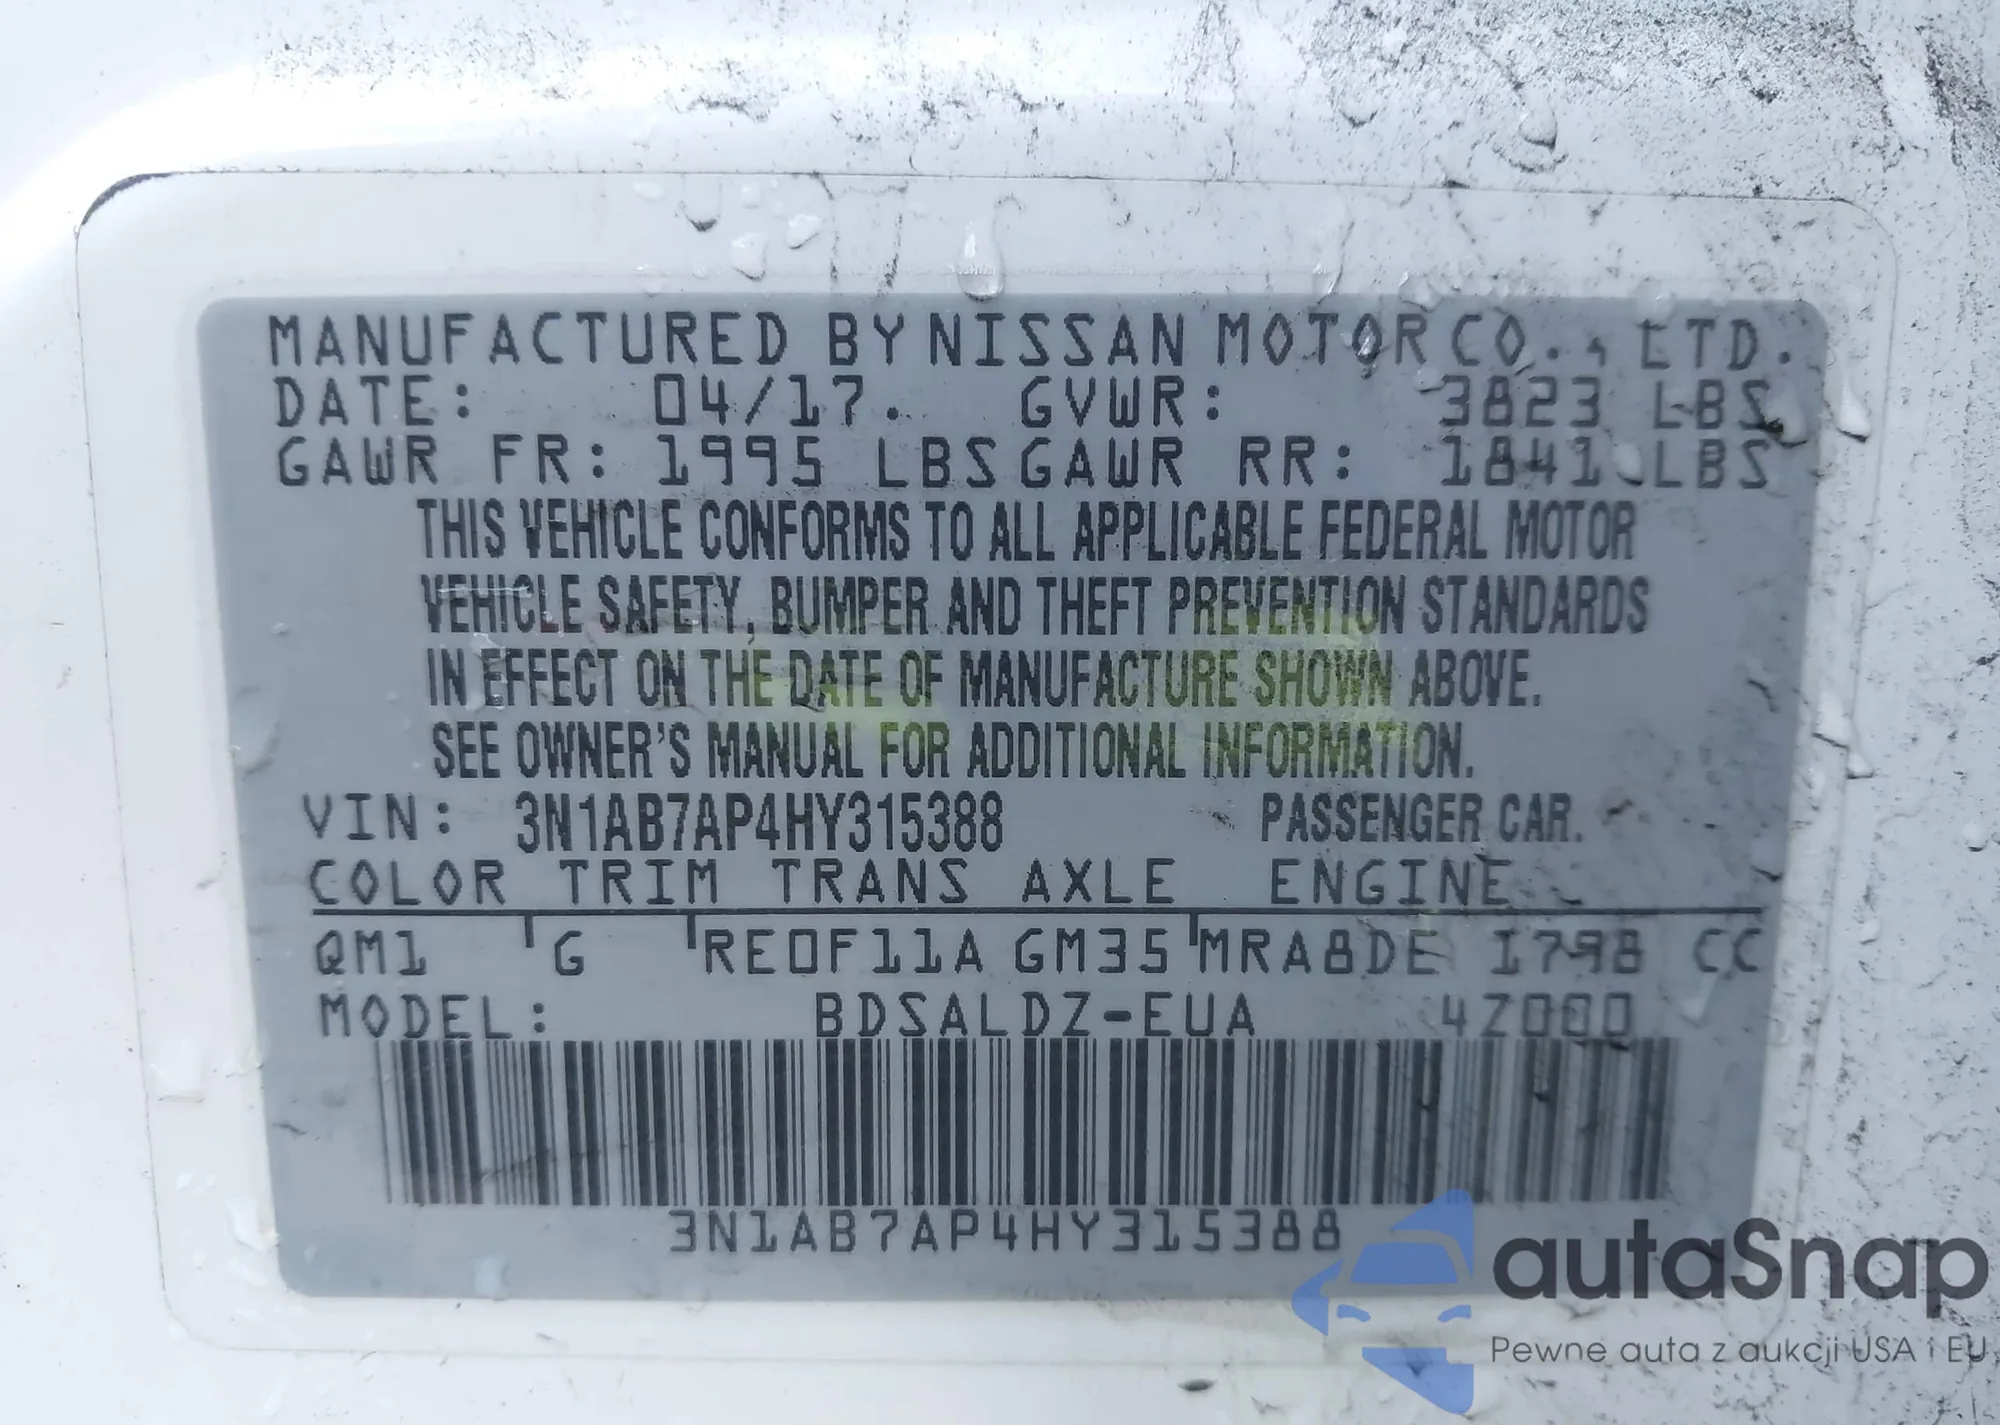 MANUFACTURED BY NISSAN MOTOR CO., LTD.
DATE: 04/17. GVWR: 3823 LBS
GAWR FR: 1995 LBS GAWR RR: 1841 LBS
THIS VEHICLE CONFORMS TO ALL APPLICABLE FEDERAL MOTOR
VEHICLE SAFETY, BUMPER AND THEFT PREVENTION STANDARDS
IN EFFECT ON THE DATE OF MANUFACTURE SHOWN ABOVE.
SEE OWNER'S MANUAL FOR ADDITIONAL INFORMATION.
VIN: 3N1AB7AP4HY315388 PASSENGER CAR.
COLOR TRIM TRANS AXLE ENGINE
QM1 G RE0F11A GM35 MRA8DE 1798 CC
MODEL: BDSALDZ-EUA 4Z000
3N1AB7AP4HY315388
autaSnap
Pewne auta z aukcji USA i EU